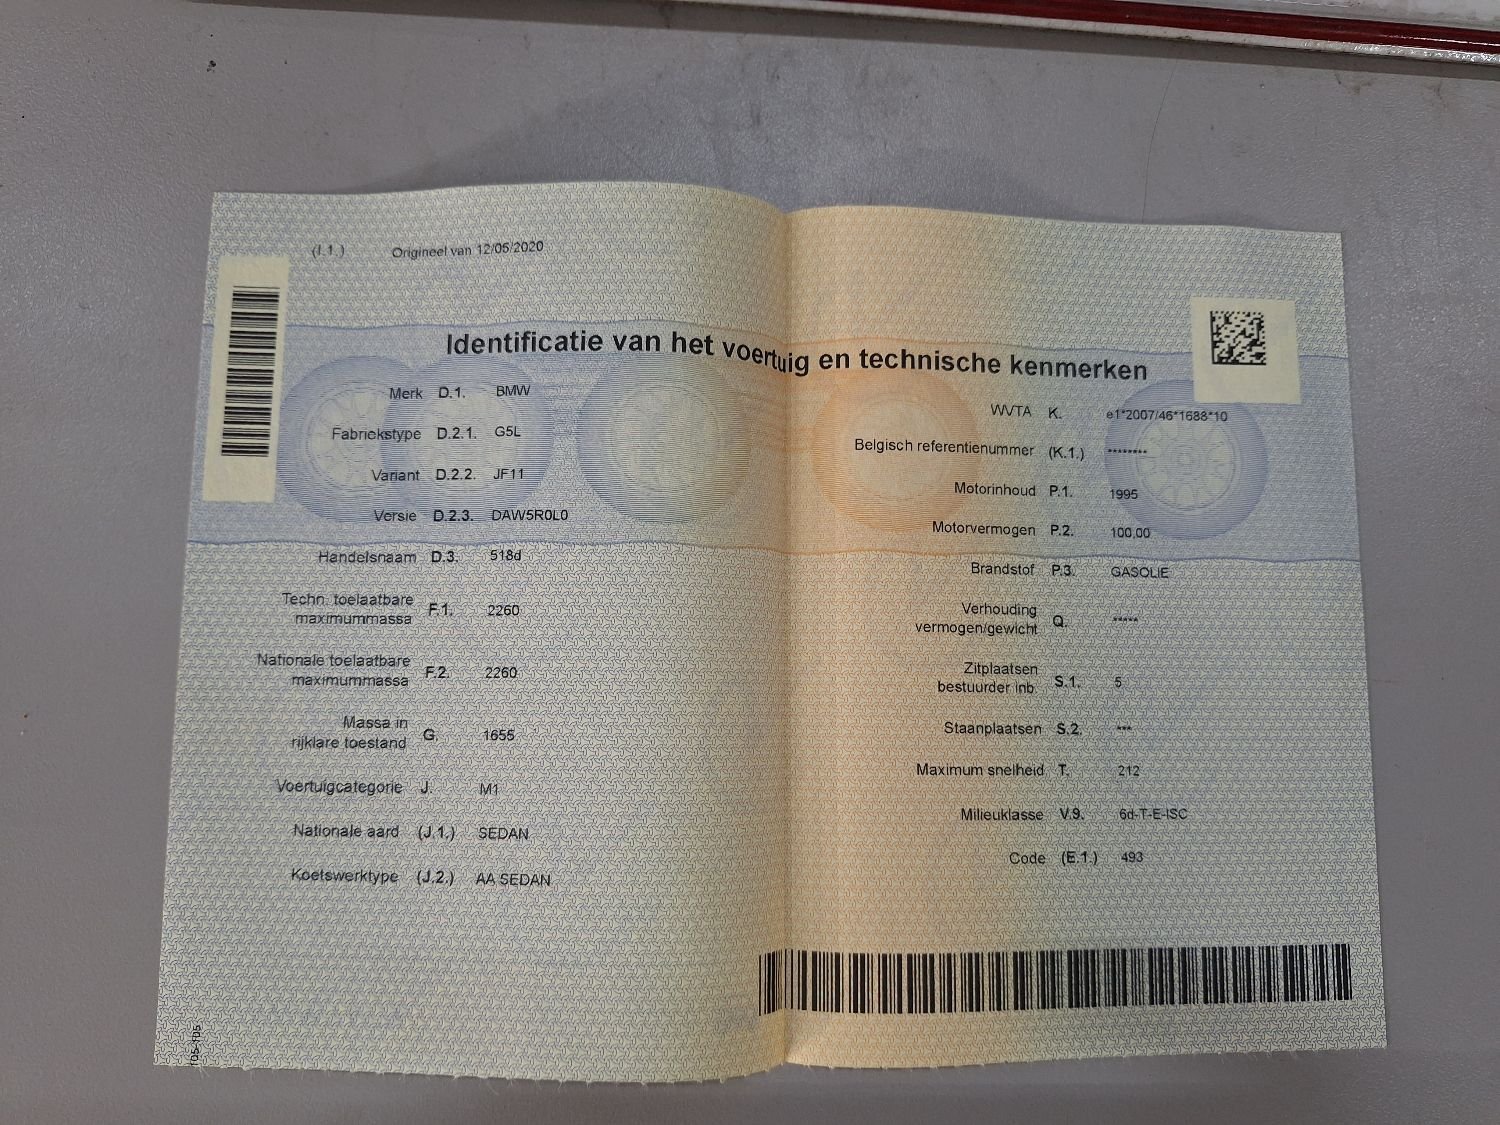 (I.1.) Origineel van 12/05/2020
Identificatie van het voertuig en technische kenmerken
Merk D.1. BMW
Fabriekstype D.2.1. G5L
Variant D.2.2. JF11
Versie D.2.3. DAW5R0L0
Handelsnaam D.3. 518d
Techn. toelaatbare
maximummassa F.1. 2260
Nationale toelaatbare
maximummassa F.2. 2260
Massa in
rijklare toestand G. 1655
Voertuigcategorie J. M1
Nationale aard (J.1.) SEDAN
Koetswerktype (J.2.) AA SEDAN
WVTA K. e1*2007/46*1688*10
Belgisch referentienummer (K.1.) ********
Motorinhoud P.1. 1995
Motorvermogen P.2. 100,00
Brandstof P.3. GASOLIE
Verhouding
vermogen/gewicht Q. *****
Zitplaatsen
bestuurder inb. S.1. 5
Staanplaatsen S.2. ***
Maximum snelheid T. 212
Milieuklasse V.9. 6d-T-E-ISC
Code (E.1.) 493